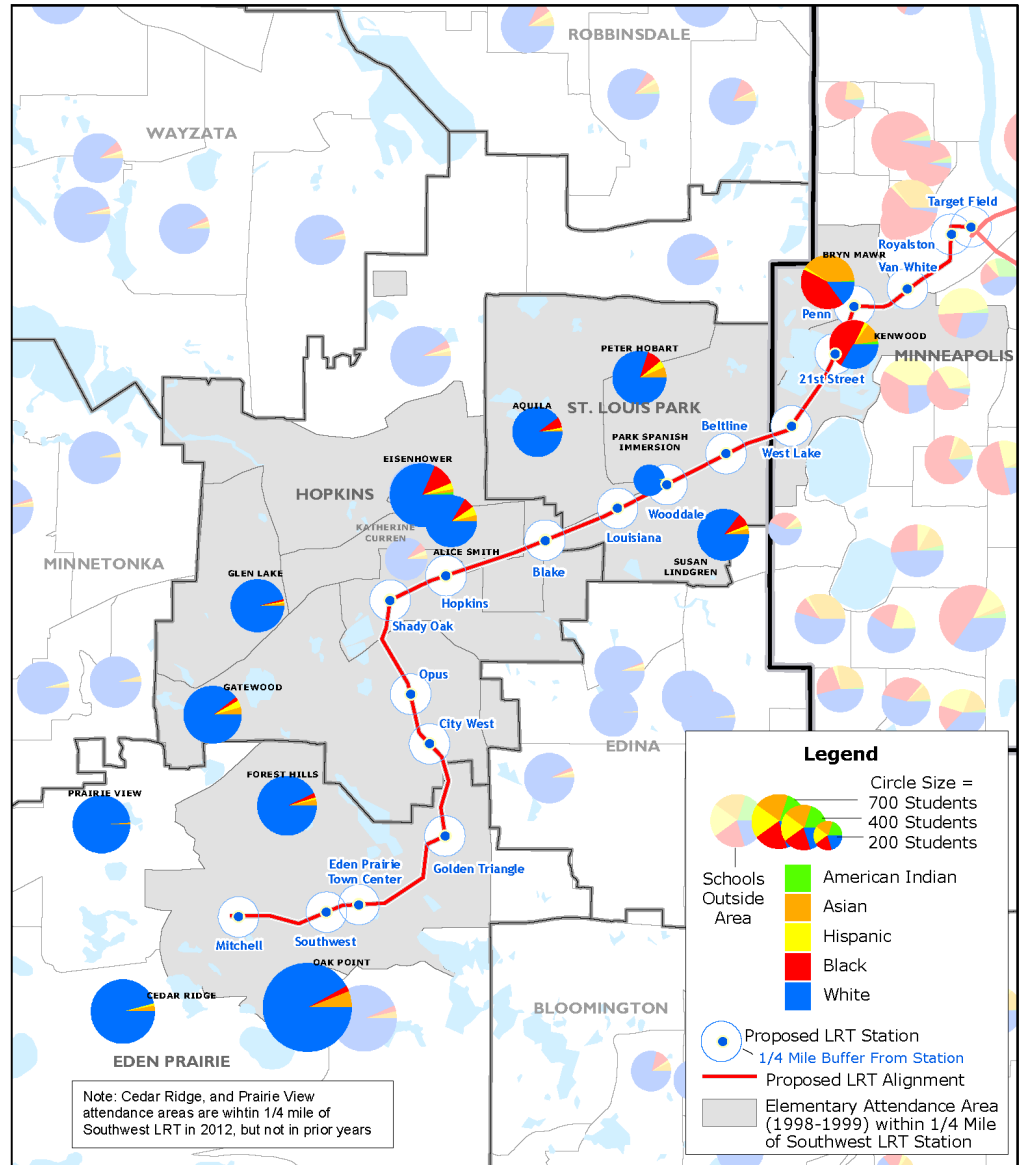 ROBBINSDALE
WAYZATA
Target Field
Royalston
BRYN MAWR
Van White
Penn
KENWOOD
MINNEAPOLIS
21st Street
PETER HOBART
AQUILA
ST. LOUIS PARK
Beltline
PARK SPANISH
IMMERSION
West Lake
EISENHOWER
HOPKINS
Wooddale
KATHERINE
CURREN
Louisiana
ALICE SMITH
MINNETONKA
Blake
SUSAN
LINDGREN
GLEN LAKE
Hopkins
Shady Oak
Opus
GATEWOOD
City West
EDINA
FOREST HILLS
PRAIRIE VIEW
Golden Triangle
Eden Prairie
Town Center
Mitchell
Southwest
OAK POINT
CEDAR RIDGE
BLOOMINGTON
EDEN PRAIRIE
Note: Cedar Ridge, and Prairie View
attendance areas are wihtin 1/4 mile of
Southwest LRT in 2012, but not in prior years
Legend
Circle Size =
700 Students
400 Students
200 Students
Schools
Outside
Area
American Indian
Asian
Hispanic
Black
White
Proposed LRT Station
1/4 Mile Buffer From Station
Proposed LRT Alignment
Elementary Attendance Area
(1998-1999) within 1/4 Mile
of Southwest LRT Station